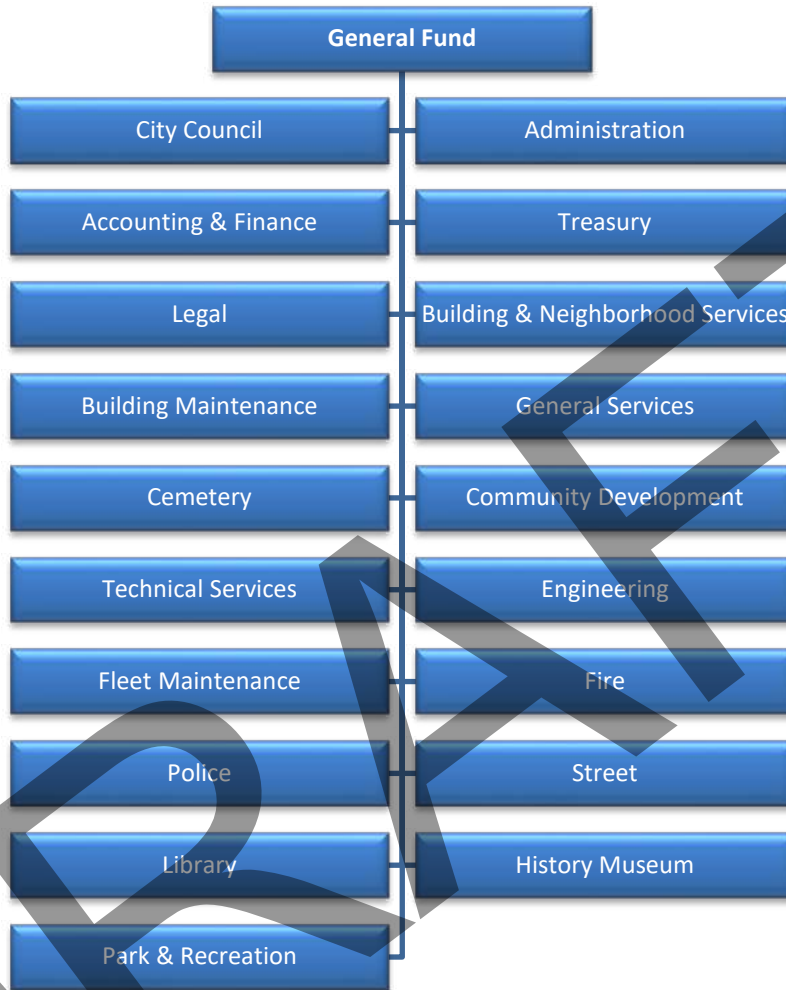 General Fund
City Council
Administration
Accounting & Finance
Treasury
Legal
Building & Neighborhood Services
Building Maintenance
General Services
Cemetery
Community Development
Technical Services
Engineering
Fleet Maintenance
Fire
Police
Street
Library
History Museum
Park & Recreation